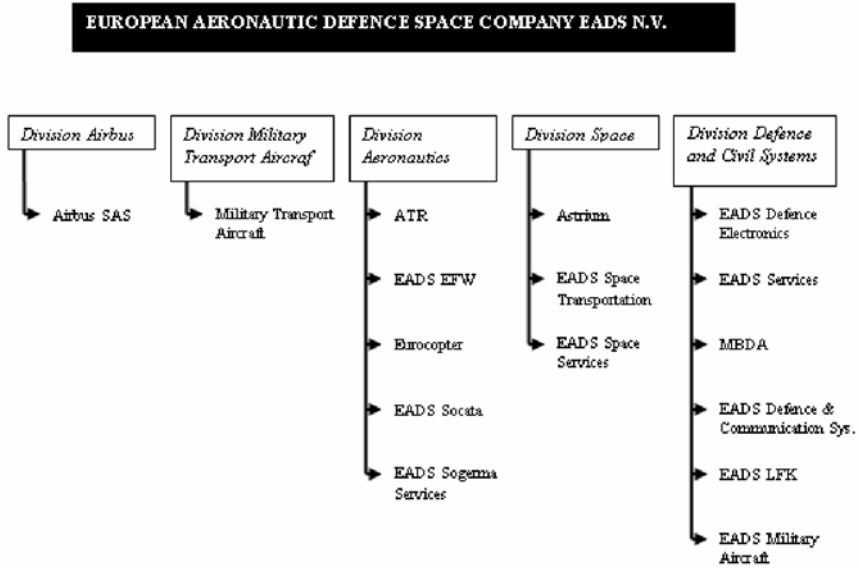 EUROPEAN AERONAUTIC DEFENCE SPACE COMPANY EADS N.V.
Division Airbus
Airbus SAS
Division Military
Transport Aircraf
Military Transport
Aircraft
Division
Aeronautics
ATR
EADS EFW
Eurocopter
EADS Socata
EADS Sogerma
Services
Division Space
Astrium
EADS Space
Transportation
EADS Space
Services
Division Defence
and Civil Systems
EADS Defence
Electronics
EADS Services
MBDA
EADS Defence &
Communication Sys.
EADS LFK
EADS Military
Aircraft